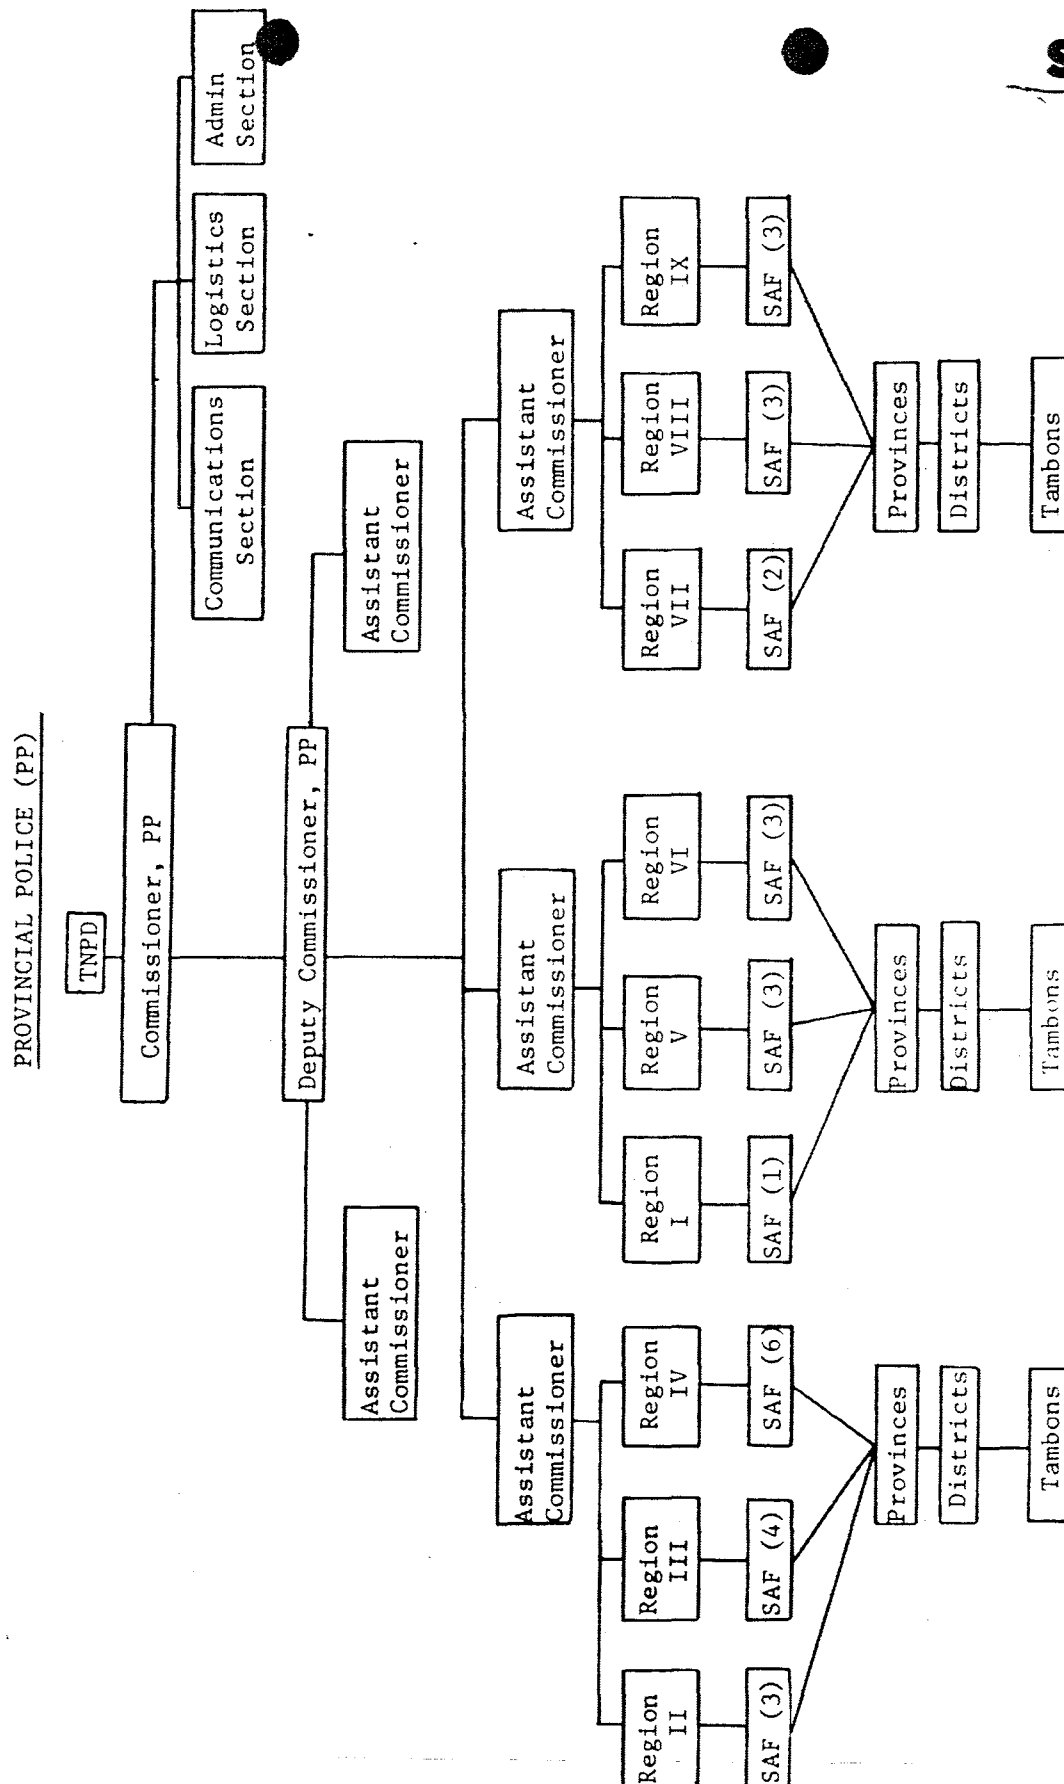 PROVINCIAL POLICE (PP)
TNPD
Commissioner, PP
Communications
Section
Logistics
Section
Admin
Section
Deputy Commissioner, PP
Assistant
Commissioner
Assistant
Commissioner
Assistant
Commissioner
Assistant
Commissioner
Assistant
Commissioner
Region
II
Region
III
Region
IV
Region
I
Region
V
Region
VI
Region
VII
Region
VIII
Region
IX
SAF (3)
SAF (4)
SAF (6)
SAF (1)
SAF (3)
SAF (3)
SAF (2)
SAF (3)
SAF (3)
Provinces
Provinces
Provinces
Districts
Districts
Districts
Tambons
Tambons
Tambons